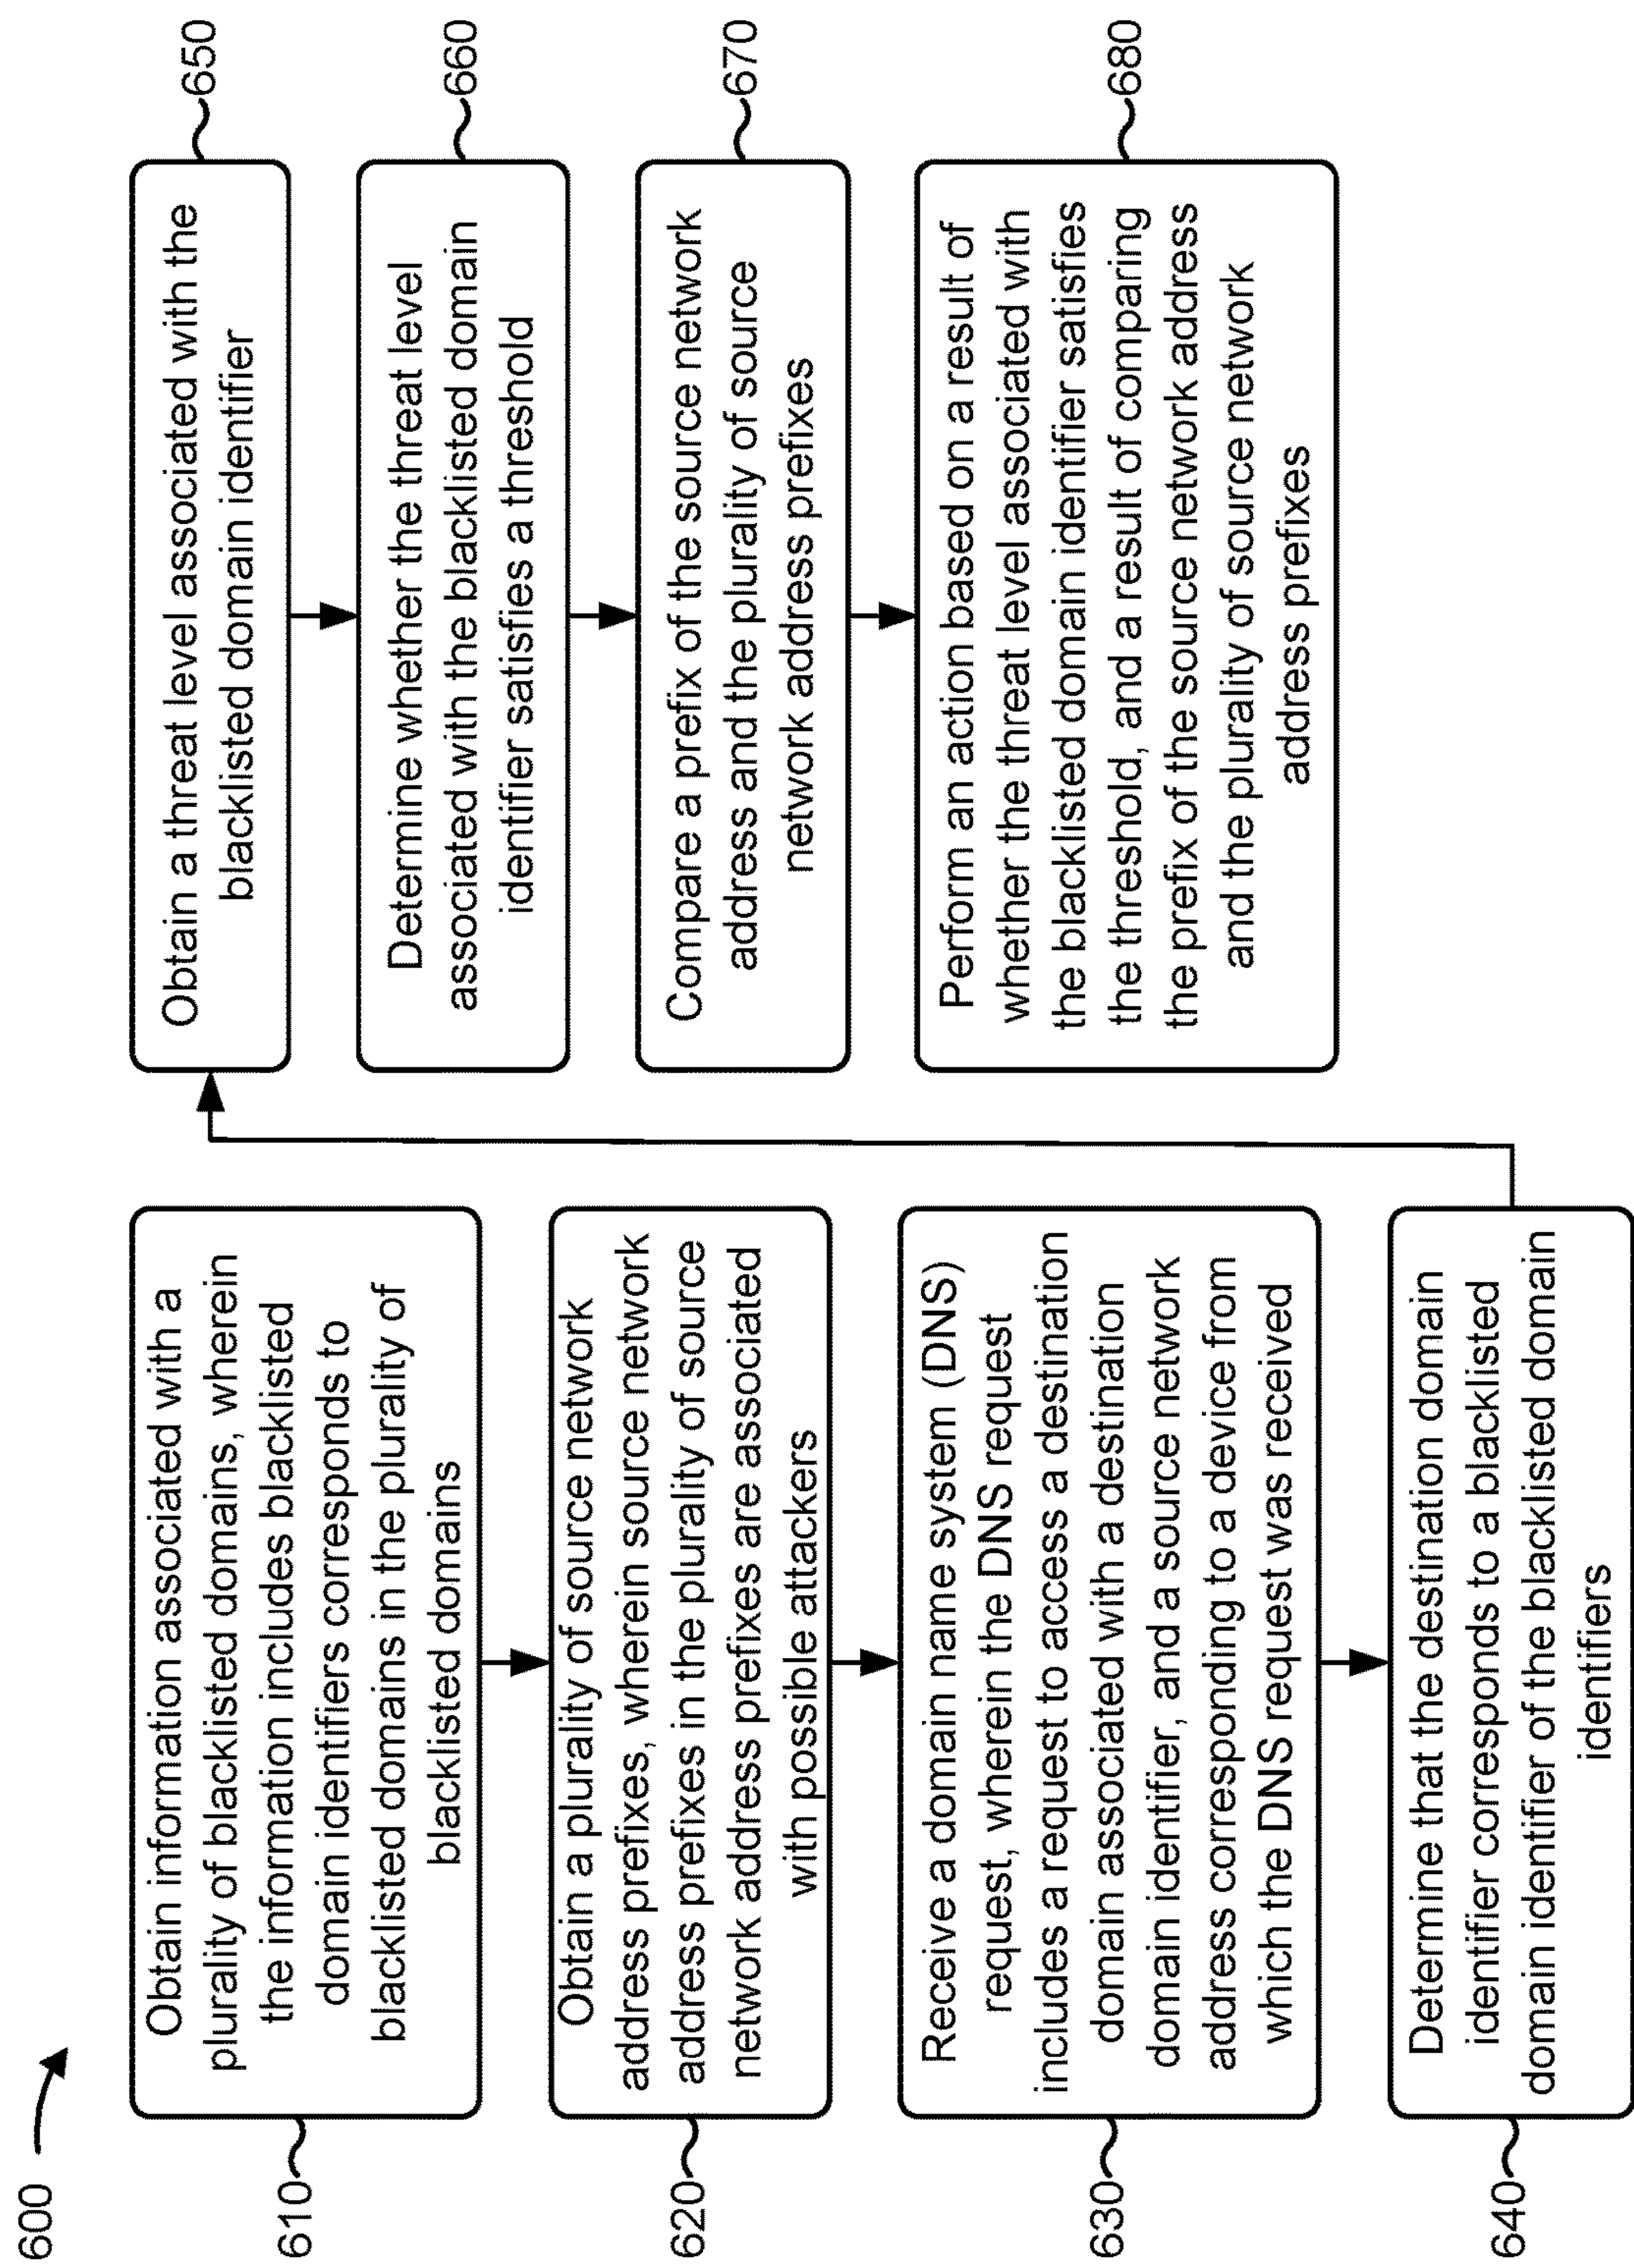 600
610
Obtain information associated with a
plurality of blacklisted domains, wherein
the information includes blacklisted
domain identifiers corresponds to
blacklisted domains in the plurality of
blacklisted domains
620
Obtain a plurality of source network
address prefixes, wherein source network
address prefixes in the plurality of source
network address prefixes are associated
with possible attackers
630
Receive a domain name system (DNS)
request, wherein the DNS request
includes a request to access a destination
domain associated with a destination
domain identifier, and a source network
address corresponding to a device from
which the DNS request was received
640
Determine that the destination domain
identifier corresponds to a blacklisted
domain identifier of the blacklisted domain
identifiers
650
Obtain a threat level associated with the
blacklisted domain identifier
660
Determine whether the threat level
associated with the blacklisted domain
identifier satisfies a threshold
670
Compare a prefix of the source network
address and the plurality of source
network address prefixes
680
Perform an action based on a result of
whether the threat level associated with
the blacklisted domain identifier satisfies
the threshold, and a result of comparing
the prefix of the source network address
and the plurality of source network
address prefixes